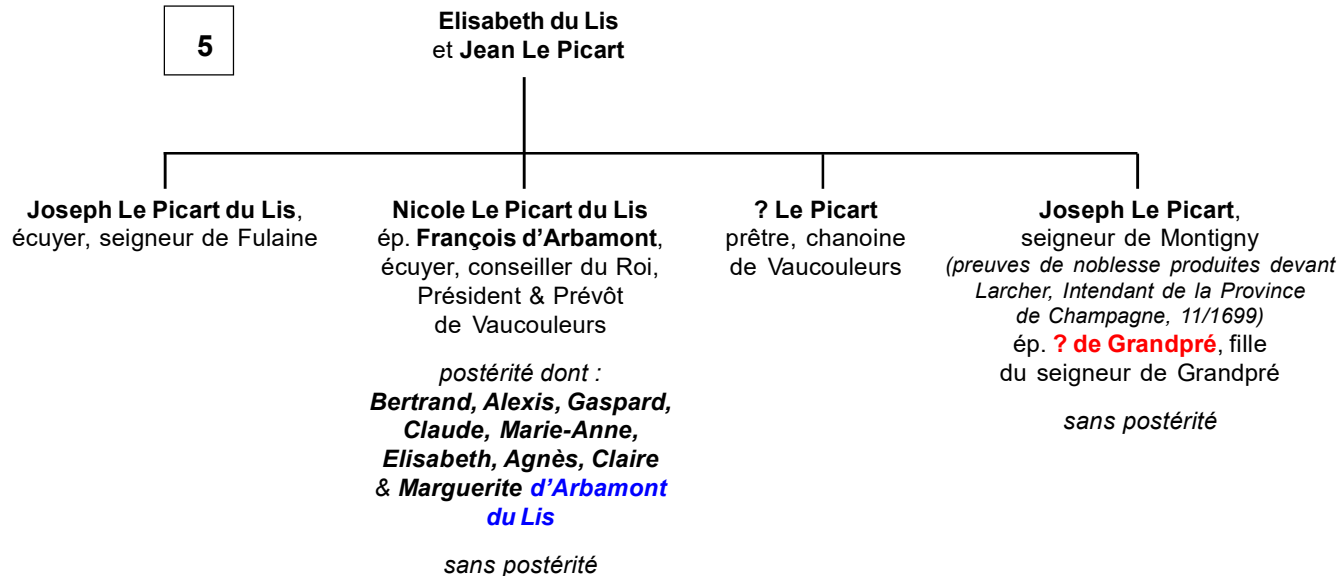 5
Elisabeth du Lis
et Jean Le Picart
Joseph Le Picart du Lis,
écuyer, seigneur de Fulaine
Nicole Le Picart du Lis
ép. François d’Arbamont,
écuyer, conseiller du Roi,
Président & Prévôt
de Vaucouleurs
postérité dont :
Bertrand, Alexis, Gaspard,
Claude, Marie-Anne,
Elisabeth, Agnès, Claire
& Marguerite d’Arbamont
du Lis
sans postérité
? Le Picart
prêtre, chanoine
de Vaucouleurs
Joseph Le Picart,
seigneur de Montigny
(preuves de noblesse produites devant
Larcher, Intendant de la Province
de Champagne, 11/1699)
ép. ? de Grandpré, fille
du seigneur de Grandpré
sans postérité